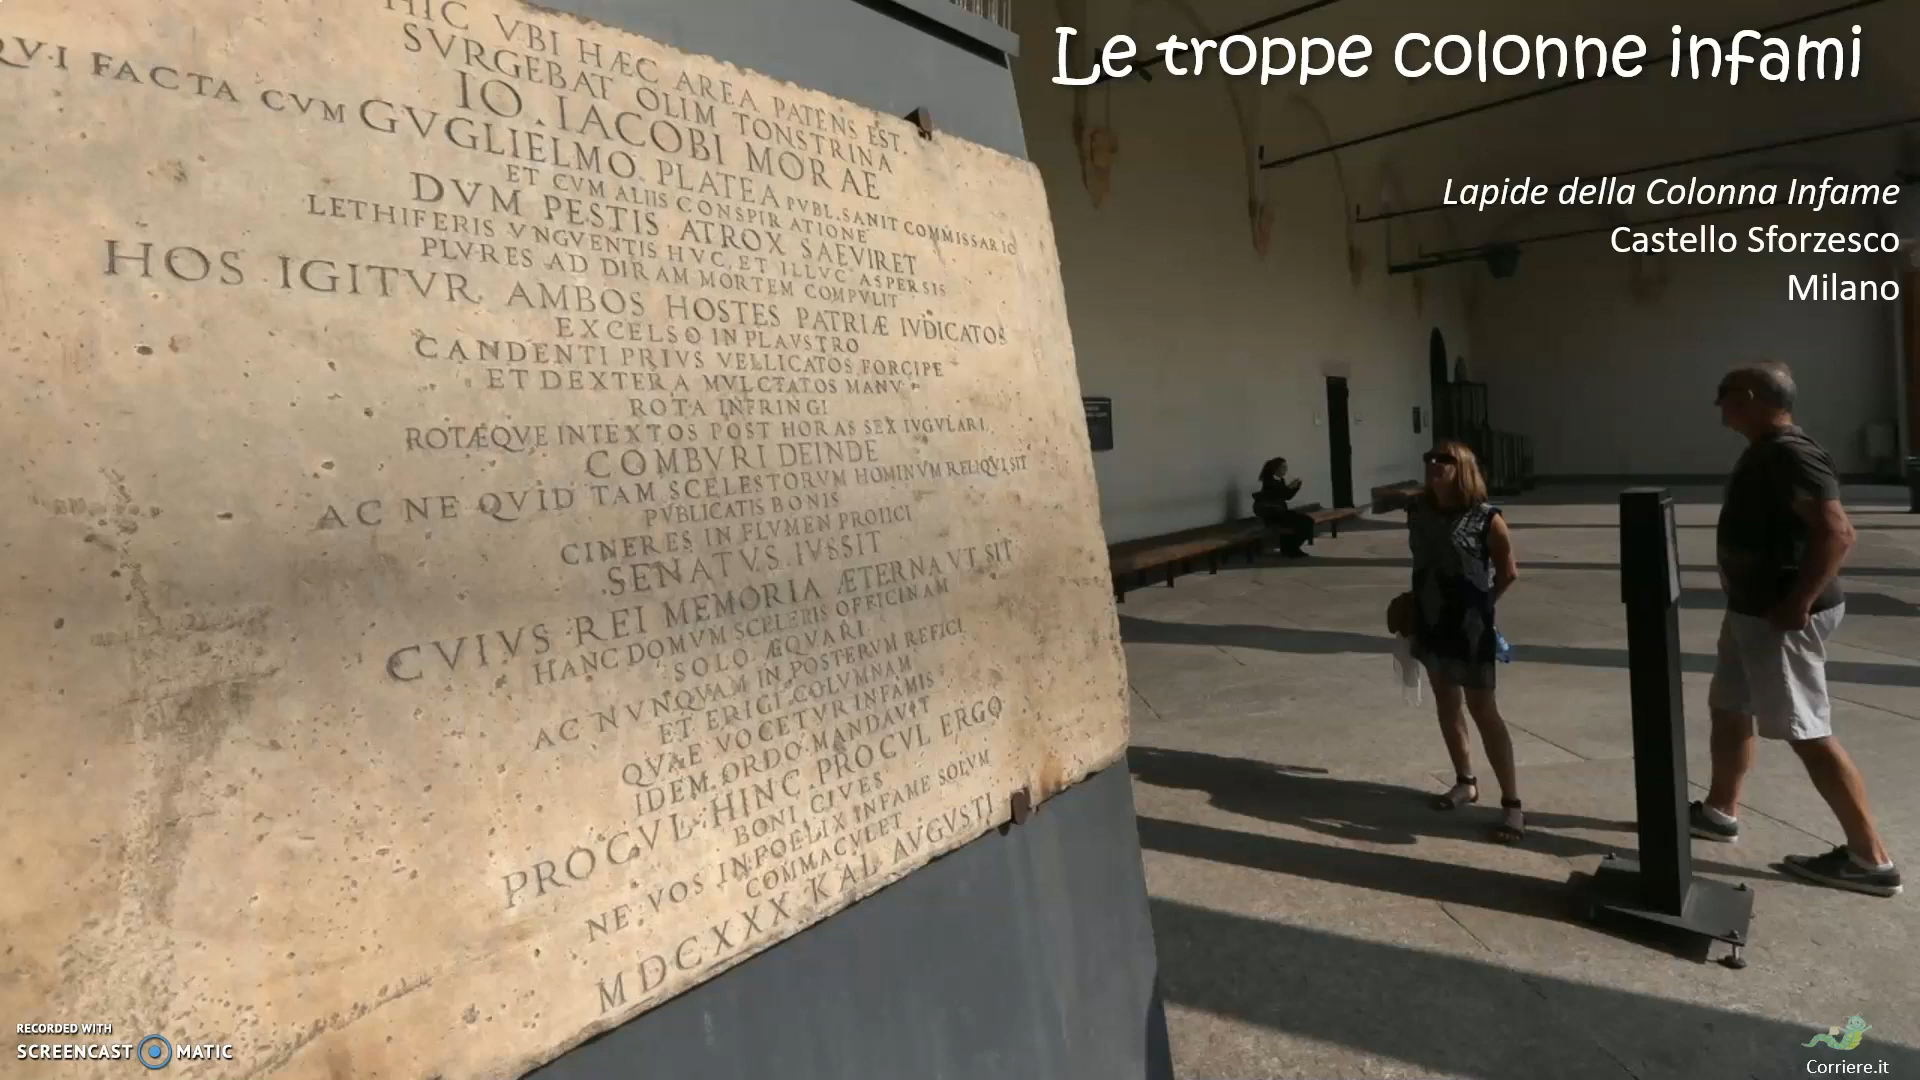 HIC VBI HÆC AREA PATENS EST.
SVRGEBAT OLIM TONSTRINA
IO. IACOBI MORAE
QVI FACTA CVM GVGLIELMO PLATEA PVBL. SANIT COMMISSARIO
ET CVM ALIIS CONSPIRATIONE
DVM PESTIS ATROX SAEVIRET
LETHIFERIS VNGVENTIS HVC ET ILLVC ASPERSIS
PLVRES AD DIRAM MORTEM COMPVLIT
HOS IGITVR AMBOS HOSTES PATRIÆ IVDICATOS
EXCELSO IN PLAVSTRO
CANDENTI PRIVS VELLICATOS FORCIPE
ET DEXTERA MVLCTATOS MANV
ROTA INFRINGI
ROTÆQVE INTEXTOS POST HORAS SEX IVGVLARI
COMBVRI DEINDE
AC NE QVID TAM SCELESTORVM HOMINVM RELIQVI SIT
PVBLICATIS BONIS
CINERES IN FLVMEN PROIICI
SENATVS IVSSIT
CVIVS REI MEMORIA ÆTERNA VT SIT
HANC DOMVM SCELERIS OFFICINAM
SOLO ÆQVARI
AC NVNQVAM IN POSTERVM REFICI
ET ERIGI COLVMNAM
QVAE VOCETVR INFAMIS
IDEM ORDO MANDAVIT
PROCVL HINC PROCVL ERGO
BONI CIVES
NE VOS INFOELIX INFAME SOLVM
COMMACVLET
MDCXXX KAL AVGVSTI
Le troppe colonne infami
Lapide della Colonna Infame
Castello Sforzesco
Milano
RECORDED WITH
SCREENCAST MATIC
Corriere.it